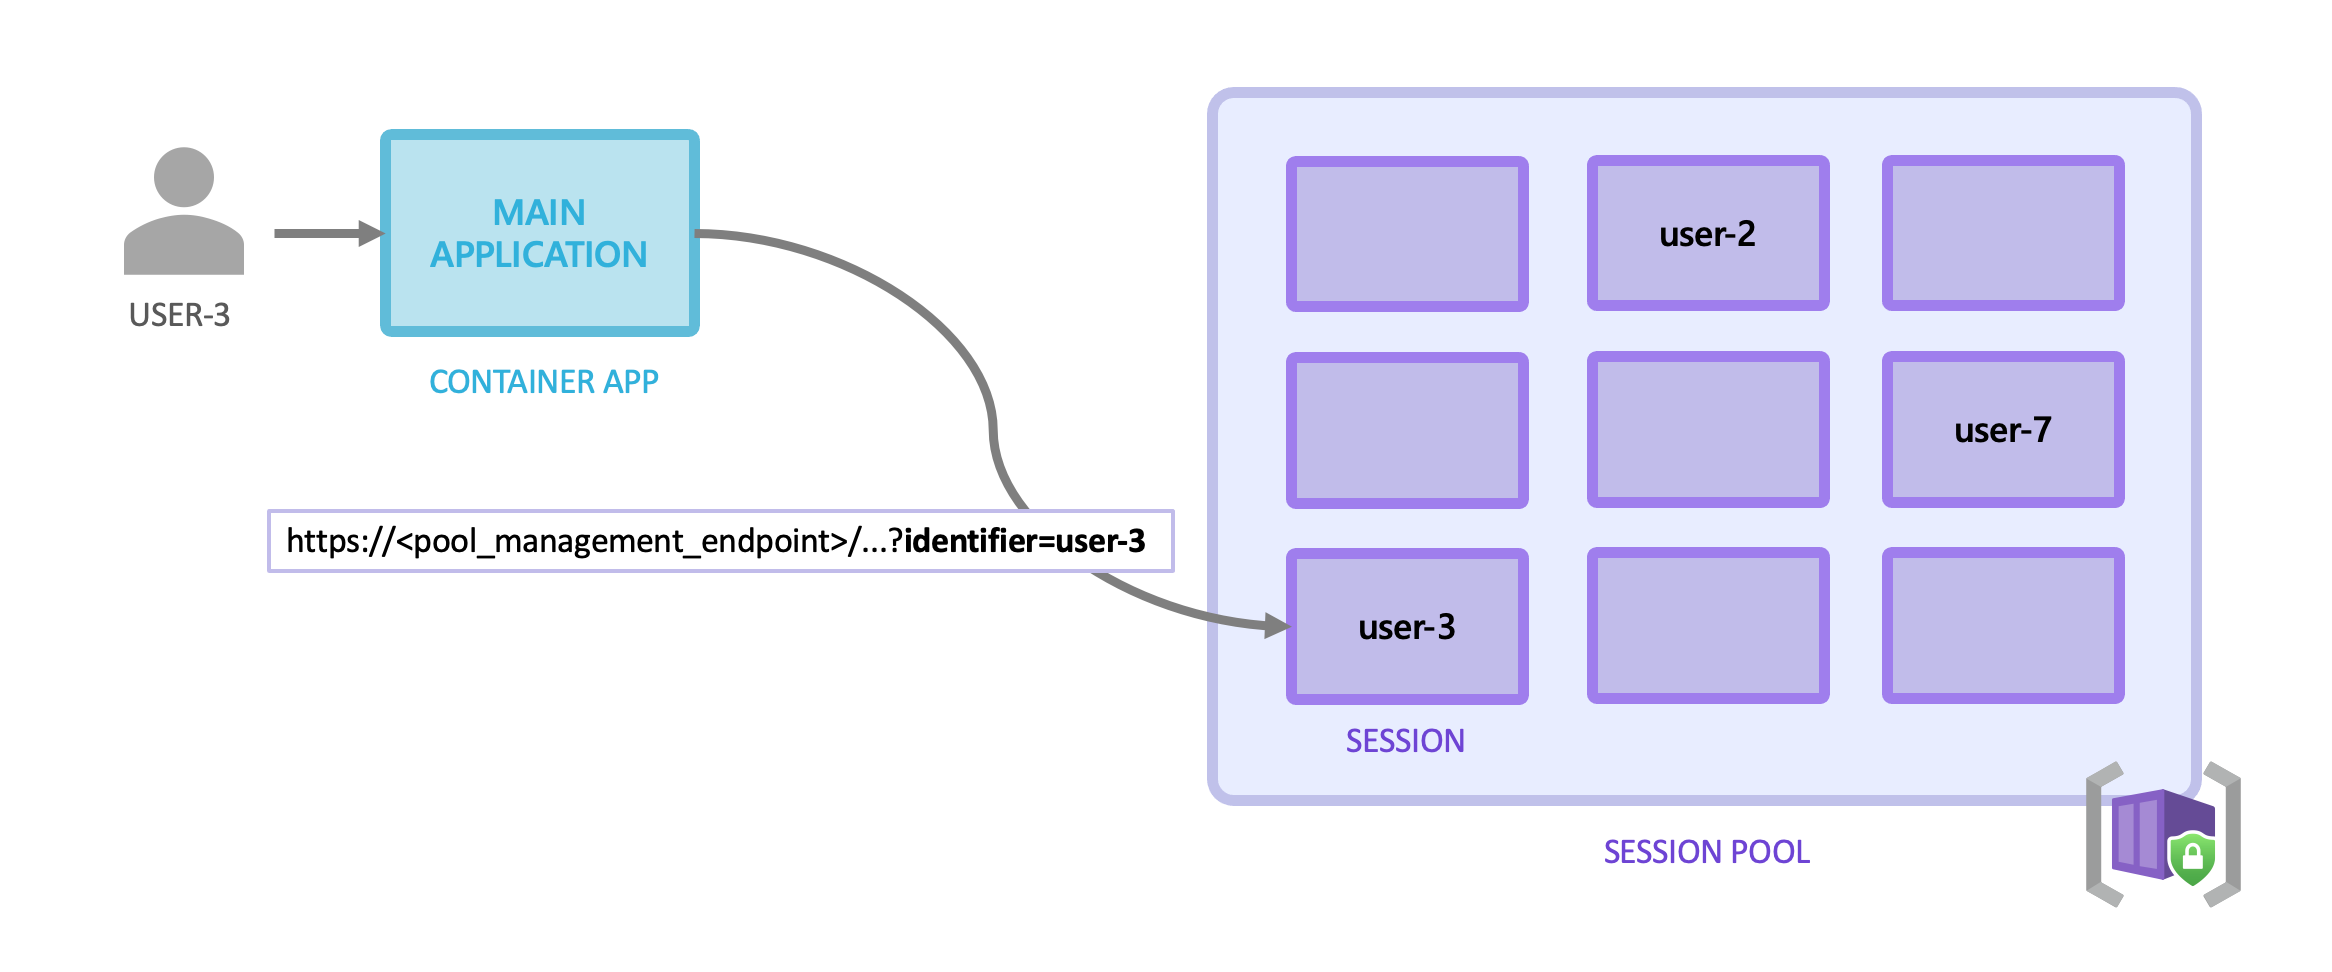 USER-3
MAIN
APPLICATION
CONTAINER APP
https://<pool_management_endpoint>/...?identifier=user-3
user-2
user-7
user-3
SESSION
SESSION POOL